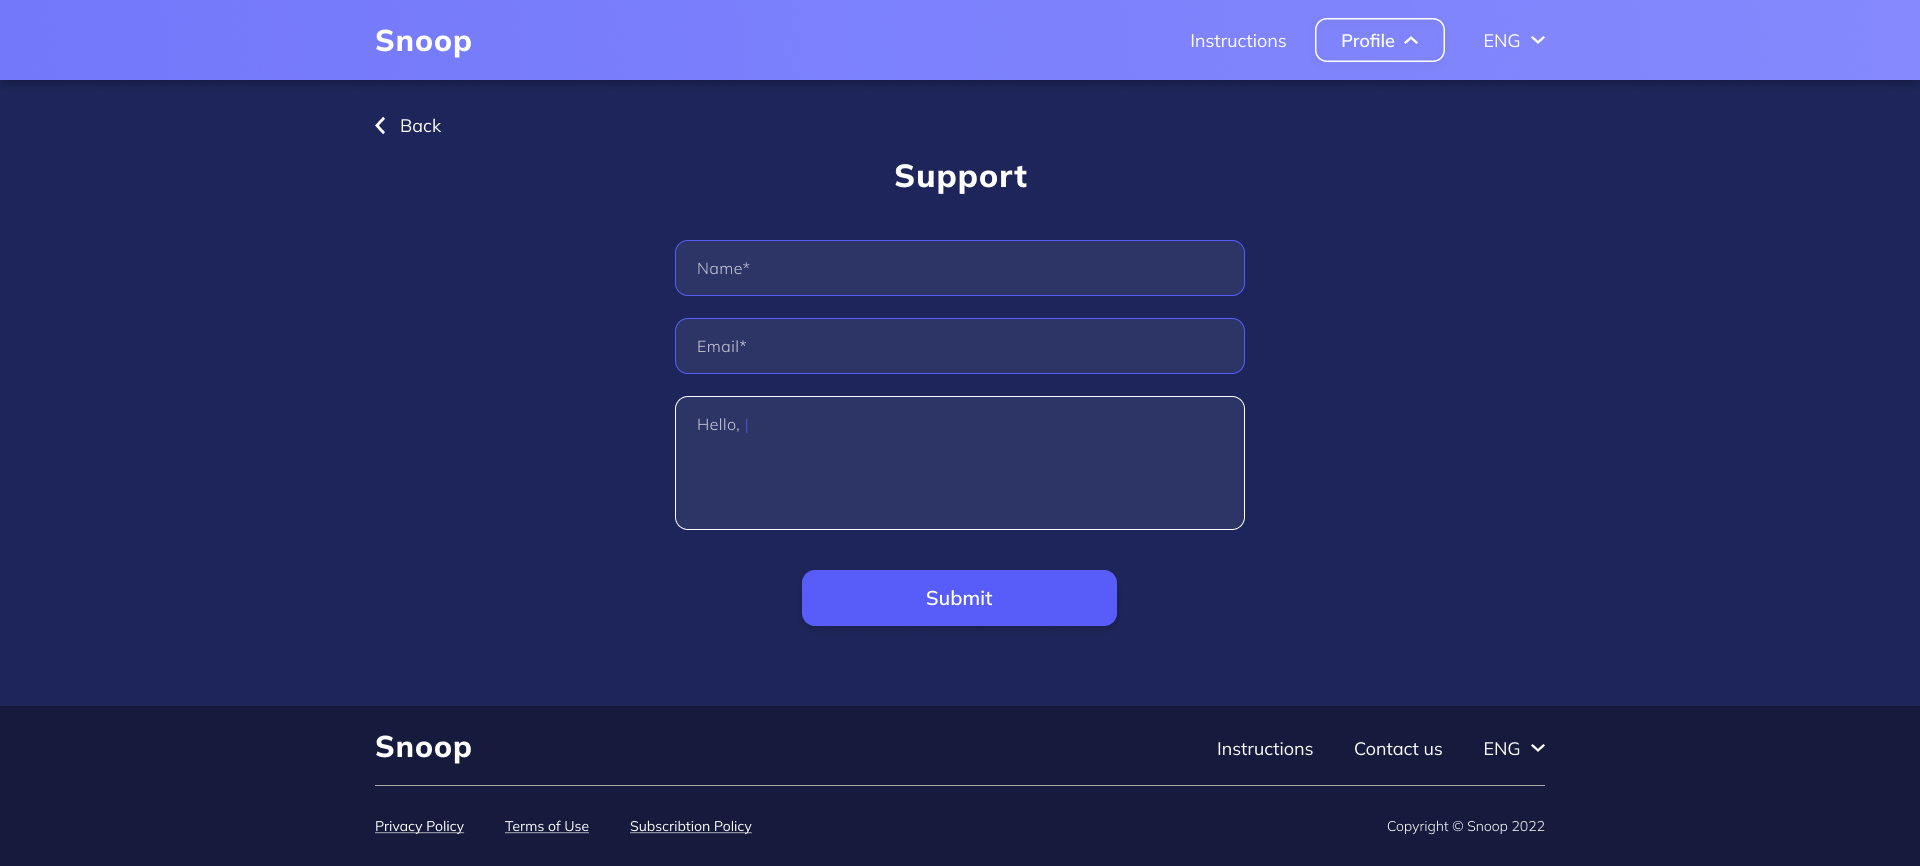 Snoop
Instructions
Profile
ENG
Back
Support
Name*
Email*
Hello, |
Submit
Snoop
Instructions
Contact us
ENG
Privacy Policy
Terms of Use
Subscribtion Policy
Copyright © Snoop 2022